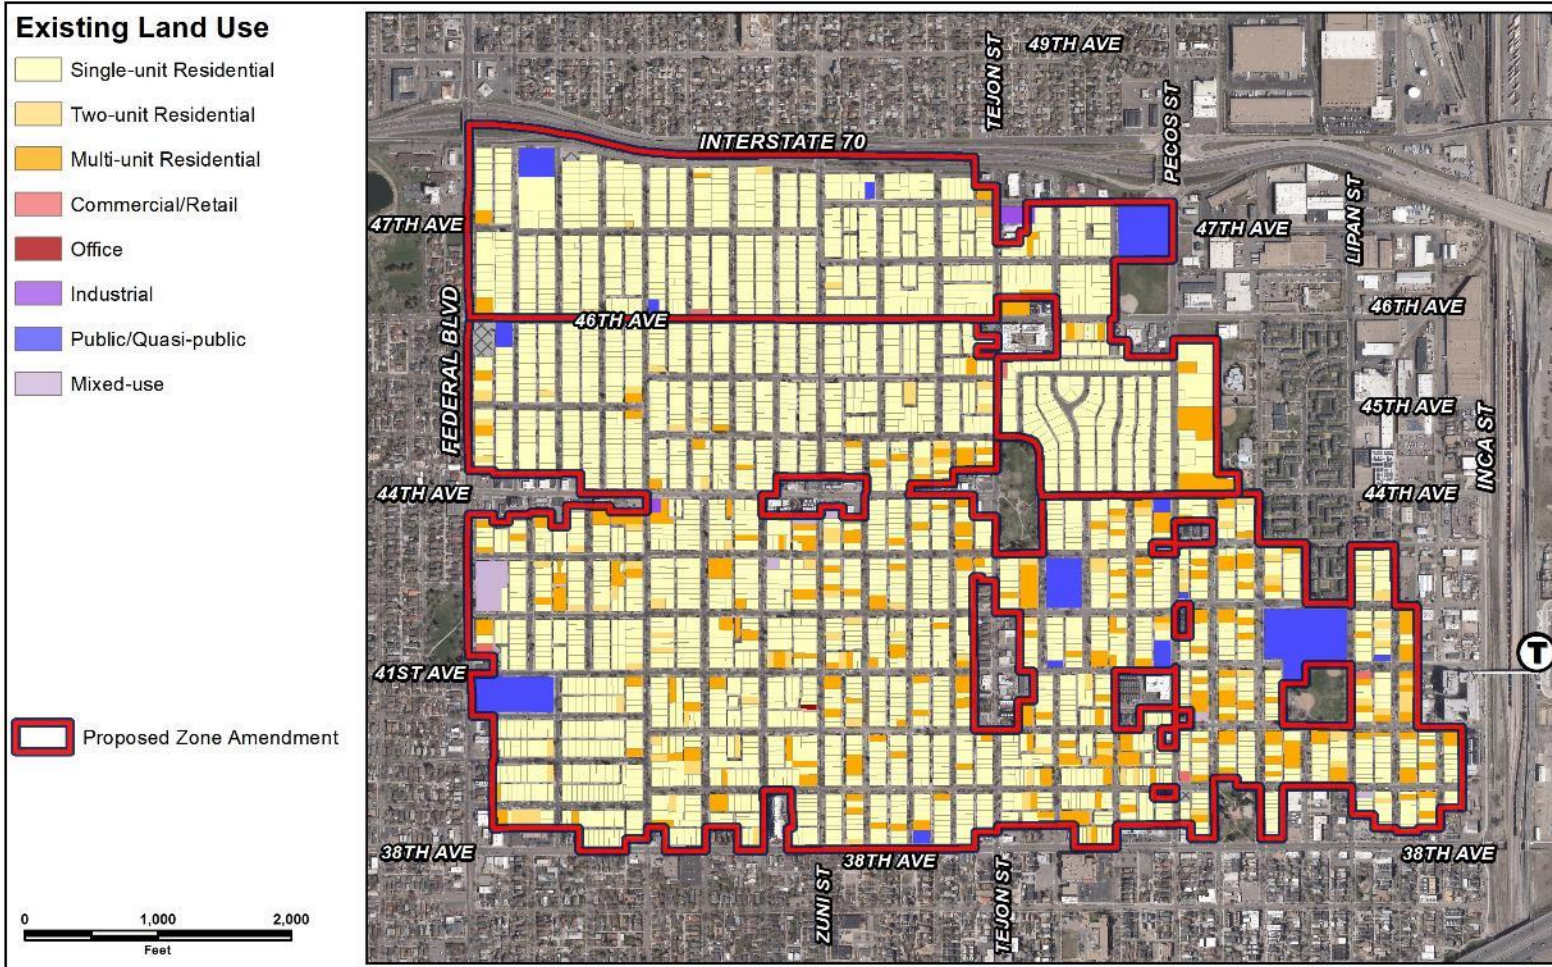 Existing Land Use
Single-unit Residential
Two-unit Residential
Multi-unit Residential
Commercial/Retail
Office
Industrial
Public/Quasi-public
Mixed-use
Proposed Zone Amendment
0 1,000 2,000
Feet
49TH AVE
TEJON ST
PECOS ST
INTERSTATE 70
LIPAN ST
47TH AVE
47TH AVE
46TH AVE
46TH AVE
FEDERAL BLVD
45TH AVE
INCA ST
44TH AVE
44TH AVE
T
41ST AVE
38TH AVE
38TH AVE
38TH AVE
ZUNI ST
TEJON ST